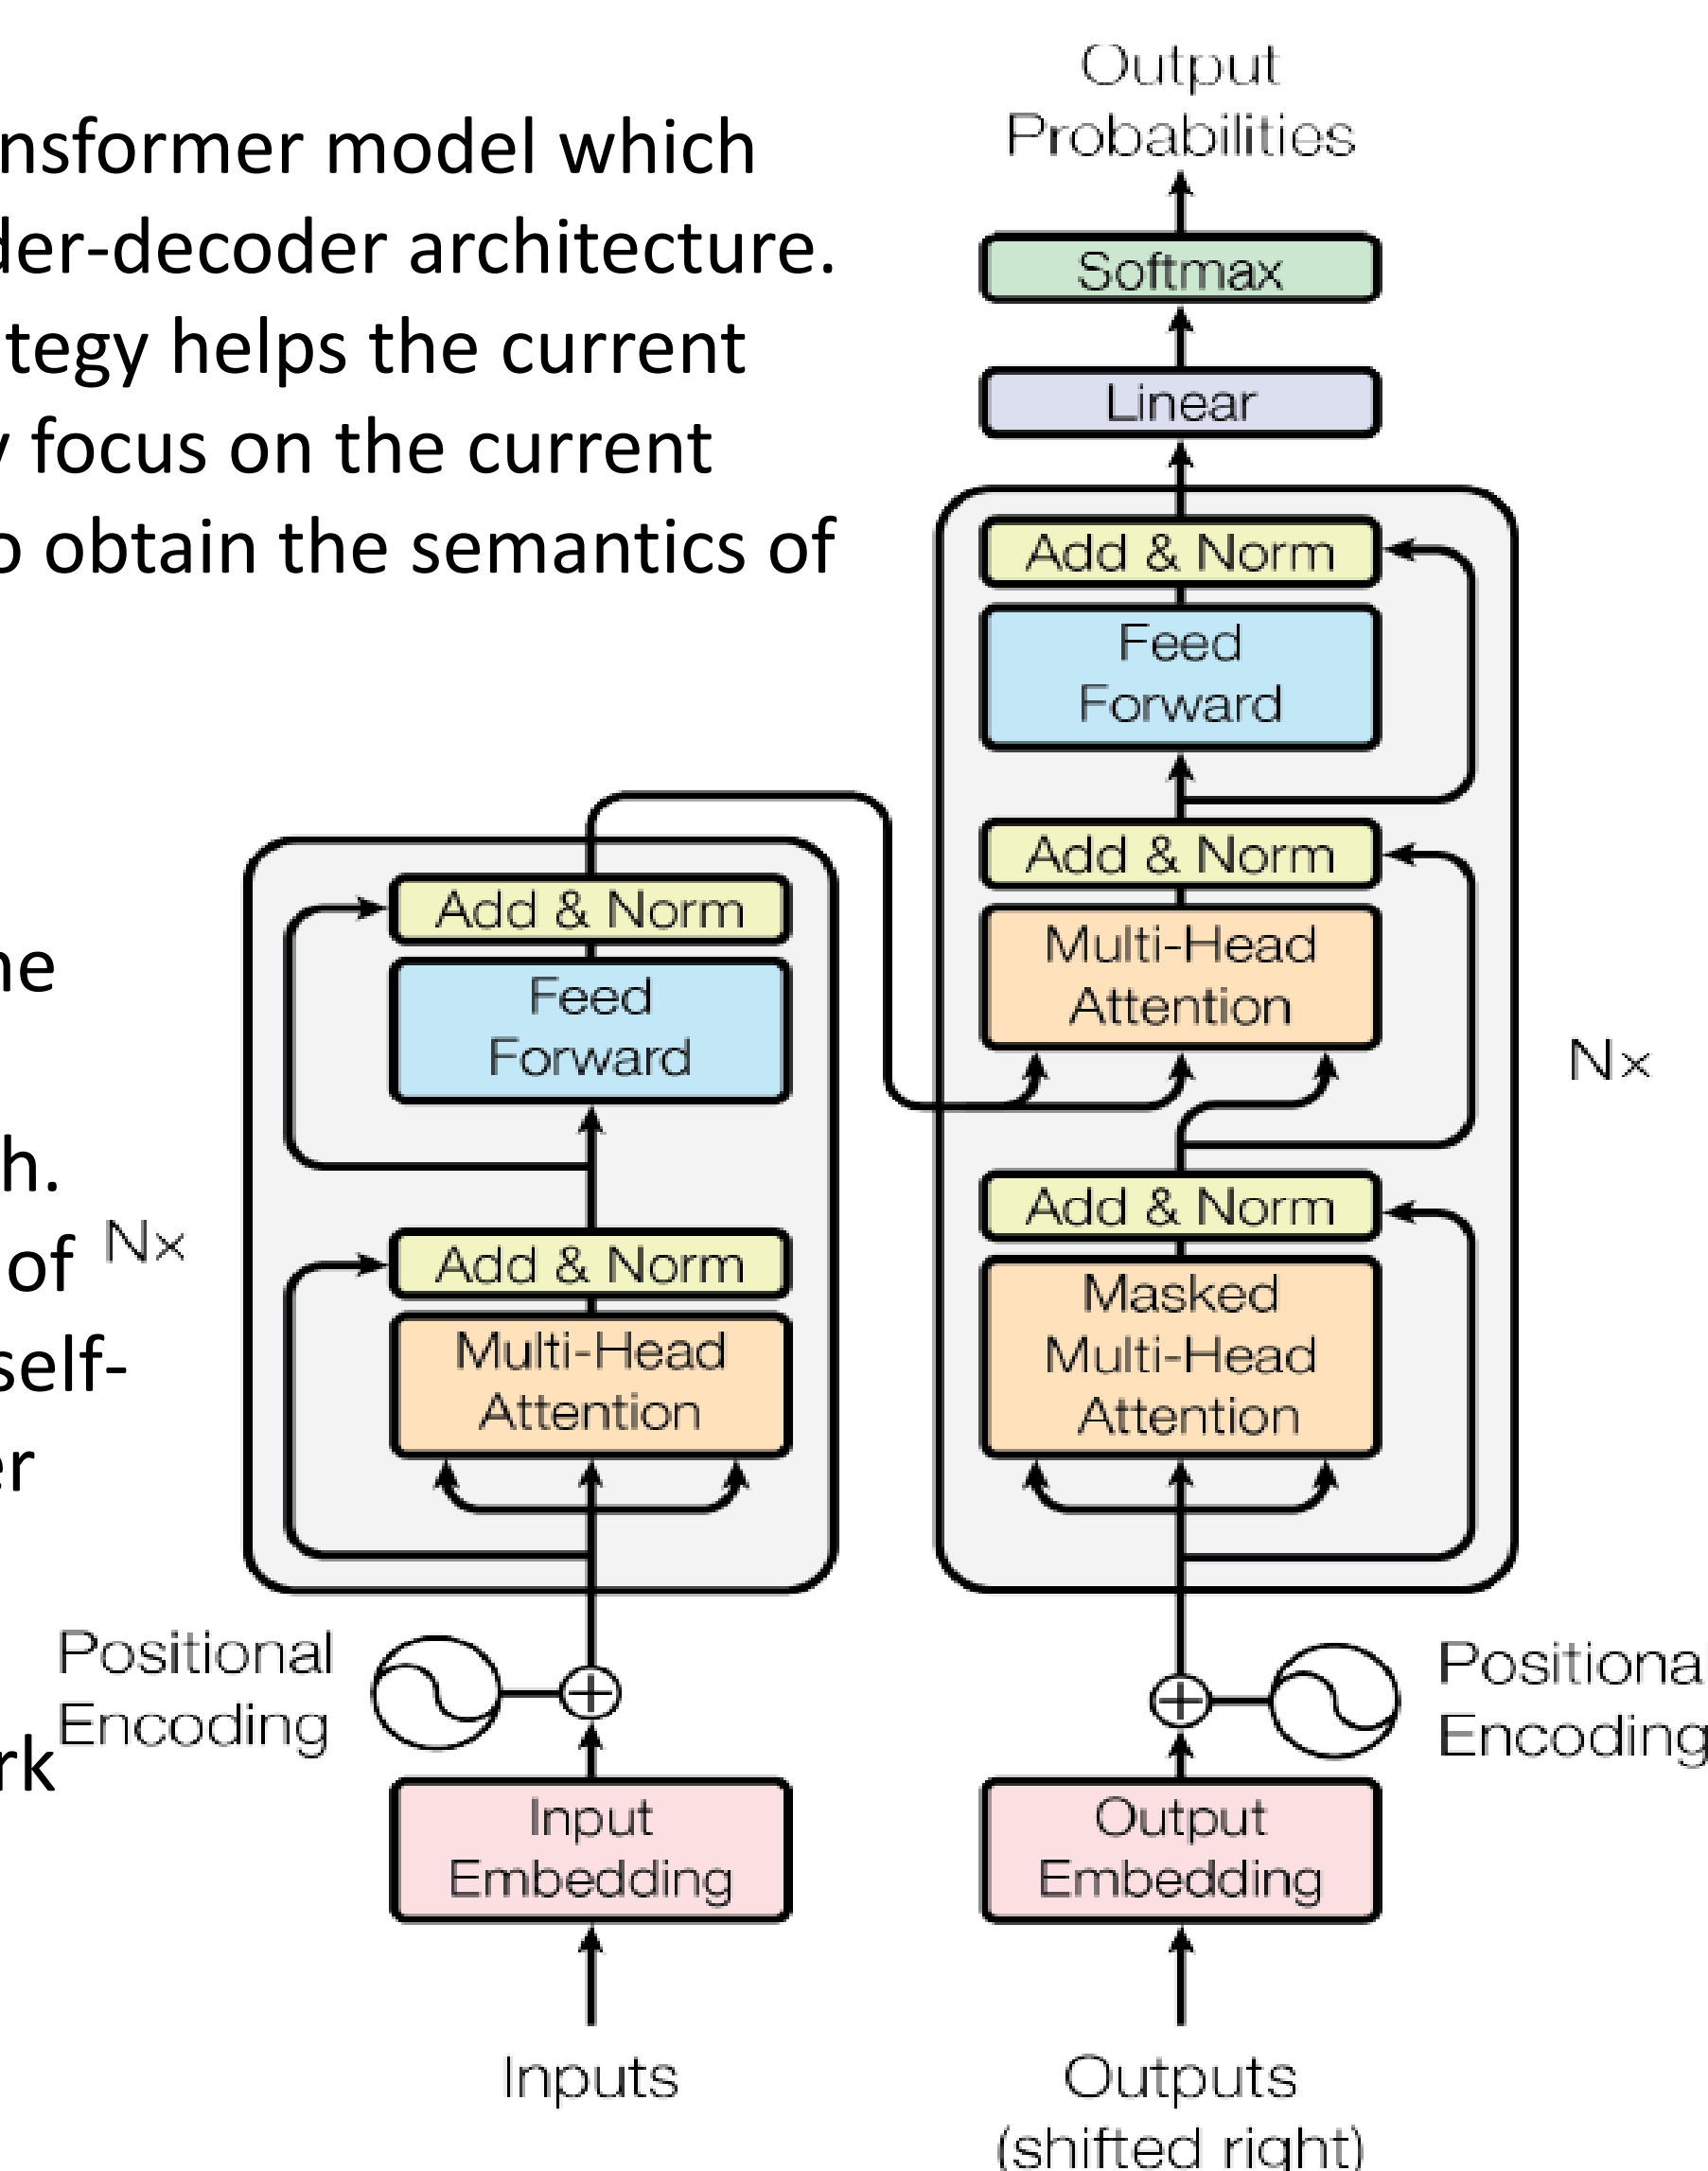 nsformer model which
der-decoder architecture.
tegy helps the current
focus on the current
obtain the semantics of
ne
h.
of
self-
er
rk
Output
Probabilities
Softmax
Linear
Add & Norm
Feed
Forward
Add & Norm
Multi-Head
Attention
Nx
Add & Norm
Masked
Multi-Head
Attention
Positional
Encoding
Output
Embedding
Outputs
(shifted right)
Add & Norm
Feed
Forward
Nx
Add & Norm
Multi-Head
Attention
Positional
Encoding
Input
Embedding
Inputs